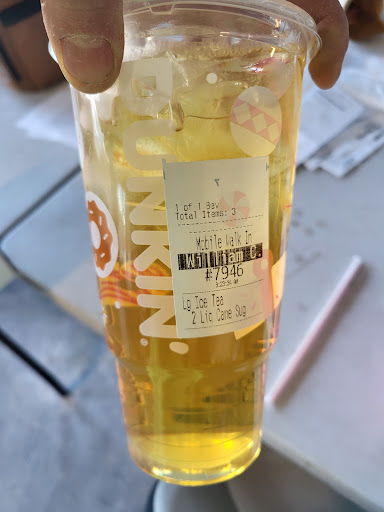 DUNKIN'
1 of 1 Bev
Total Items: 3
Mobile Walk In
William C.
#7946
Lg Ice Tea
2 Liq Cane Sug